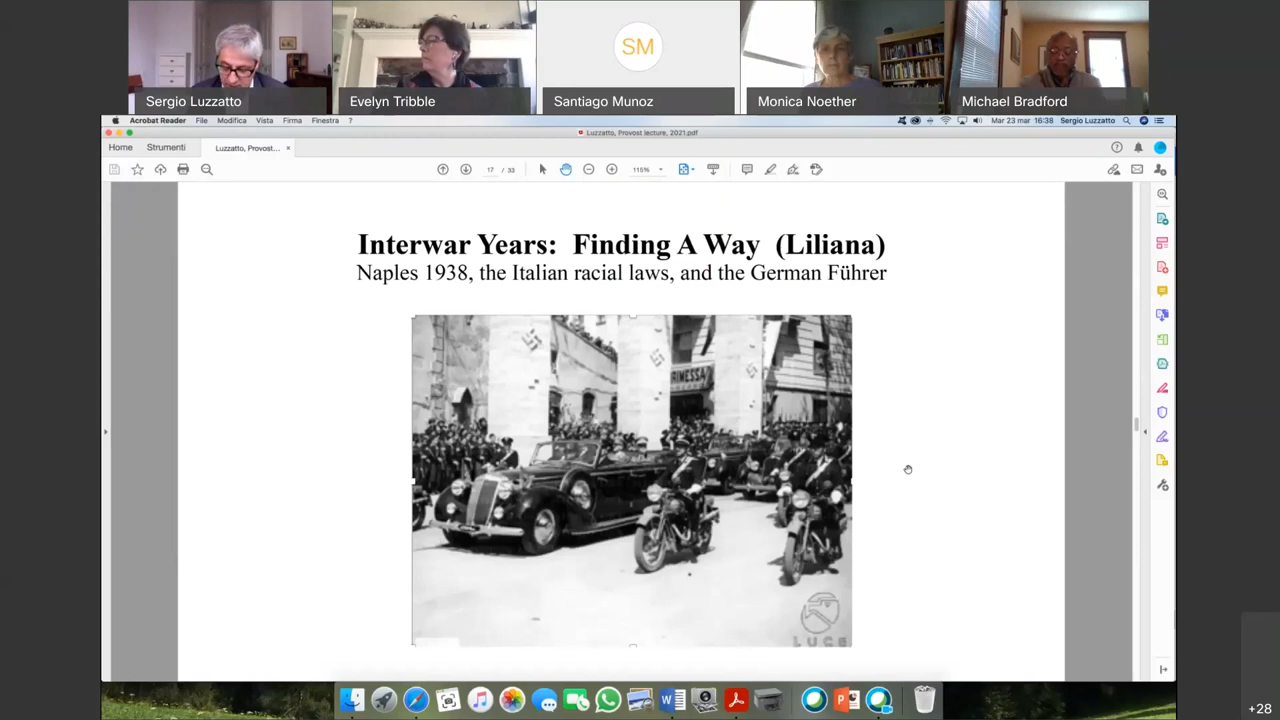 SM
Sergio Luzzatto
Evelyn Tribble
Santiago Munoz
Monica Noether
Michael Bradford
Acrobat Reader File Modifica Vista Firma Finestra ?
Mar 23 mar 16:38 Sergio Luzzatto
Luzzatto, Provost lecture, 2021.pdf
Home Strumenti Luzzatto, Provost... ×
17 / 33
115%
Interwar Years: Finding A Way (Liliana)
Naples 1938, the Italian racial laws, and the German Führer
RIMESSA
LUCE
+28